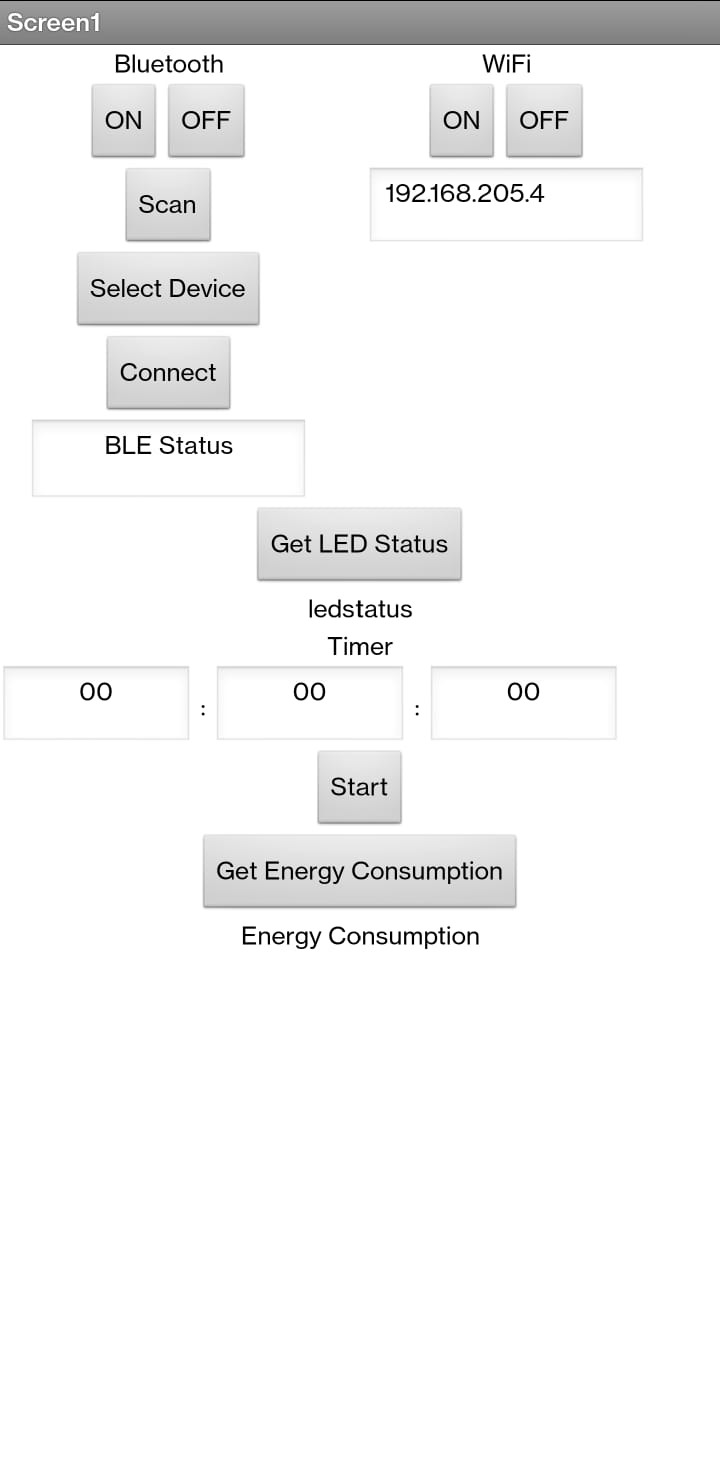 Screen1
Bluetooth WiFi
ON OFF ON OFF
Scan 192.168.205.4
Select Device
Connect
BLE Status
Get LED Status
ledstatus
Timer
00 : 00 : 00
Start
Get Energy Consumption
Energy Consumption